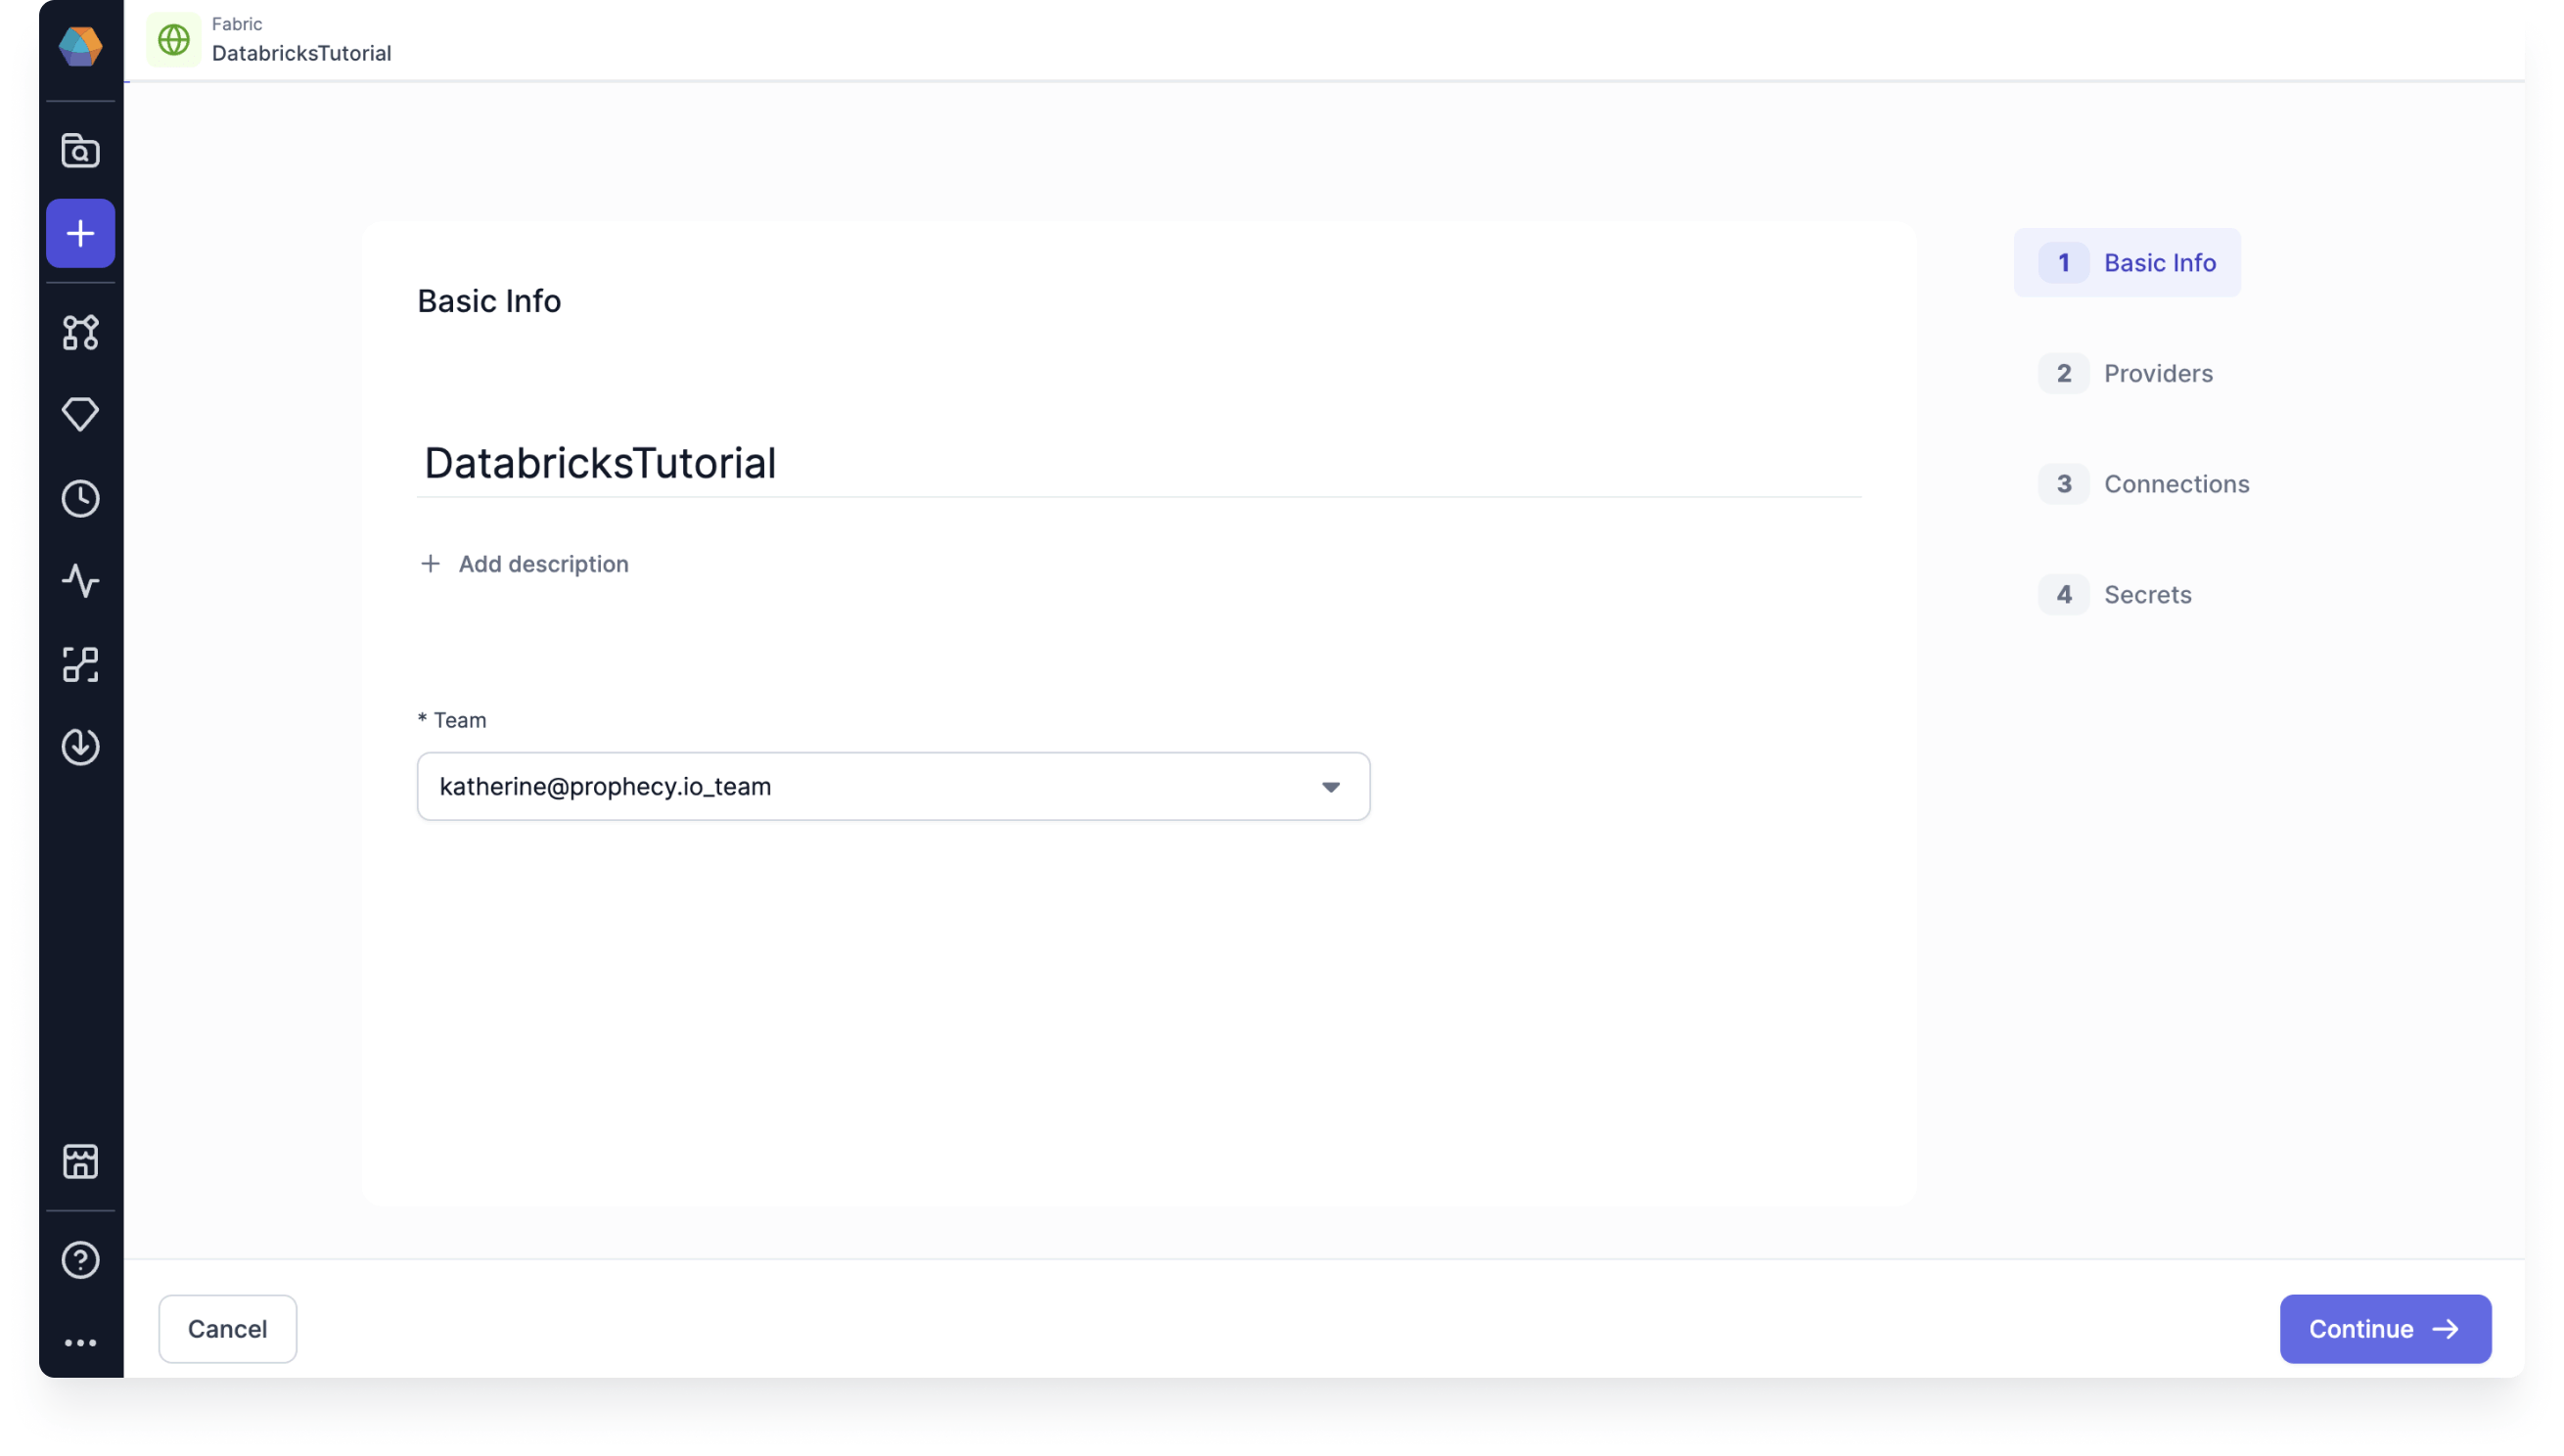 Fabric
DatabricksTutorial
Basic Info
DatabricksTutorial
+ Add description
* Team
katherine@prophecy.io_team
1 Basic Info
2 Providers
3 Connections
4 Secrets
Cancel
Continue →